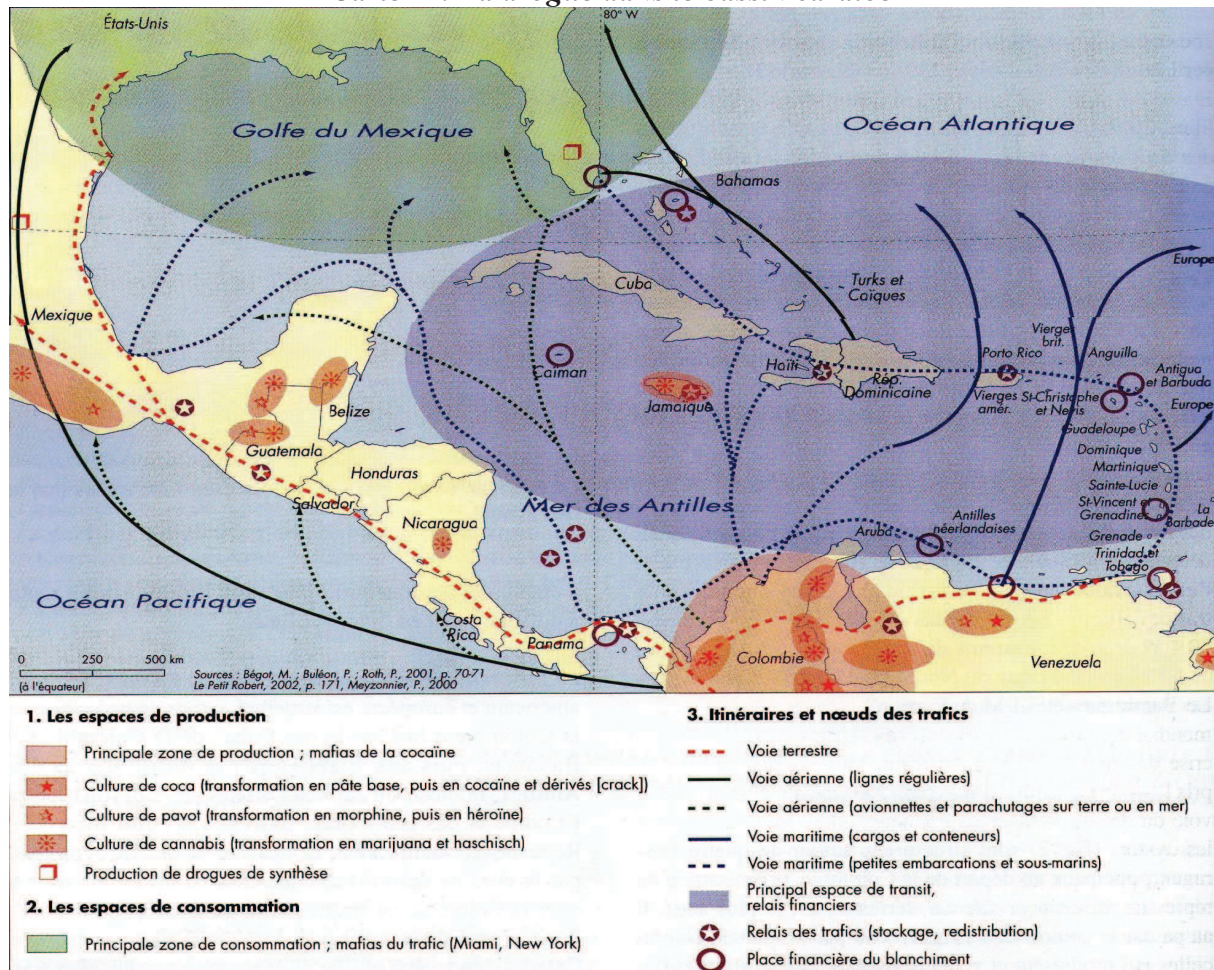 États-Unis
80° W
Golfe du Mexique
Océan Atlantique
Bahamas
Cuba
Turks et
Caïques
Europe
Mexique
Vierges
brit.
Caïman
Haïti
Porto Rico
Anguilla
Rép.
Dominicaine
Antigua
et Barbuda
Belize
Jamaïque
Vierges
amér.
St-Christophe
et Nevis
Europe
Guadeloupe
Guatemala
Dominique
Honduras
Martinique
Salvador
Mer des Antilles
Sainte-Lucie
Nicaragua
Antilles
néerlandaises
St-Vincent et
Grenadines
La
Barbade
Aruba
Grenade
Trinidad et
Tobago
Océan Pacifique
Costa
Rica
Panama
Colombie
Venezuela
0 250 500 km
(à l'équateur)
Sources : Bégot, M. ; Buléon, P. ; Roth, P., 2001, p. 70-71
Le Petit Robert, 2002, p. 171, Meyzonnier, P., 2000
1. Les espaces de production
Principale zone de production ; mafias de la cocaïne
Culture de coca (transformation en pâte base, puis en cocaïne et dérivés [crack])
Culture de pavot (transformation en morphine, puis en héroïne)
Culture de cannabis (transformation en marijuana et haschisch)
Production de drogues de synthèse
2. Les espaces de consommation
Principale zone de consommation ; mafias du trafic (Miami, New York)
3. Itinéraires et nœuds des trafics
Voie terrestre
Voie aérienne (lignes régulières)
Voie aérienne (avionnettes et parachutages sur terre ou en mer)
Voie maritime (cargos et conteneurs)
Voie maritime (petites embarcations et sous-marins)
Principal espace de transit,
relais financiers
Relais des trafics (stockage, redistribution)
Place financière du blanchiment